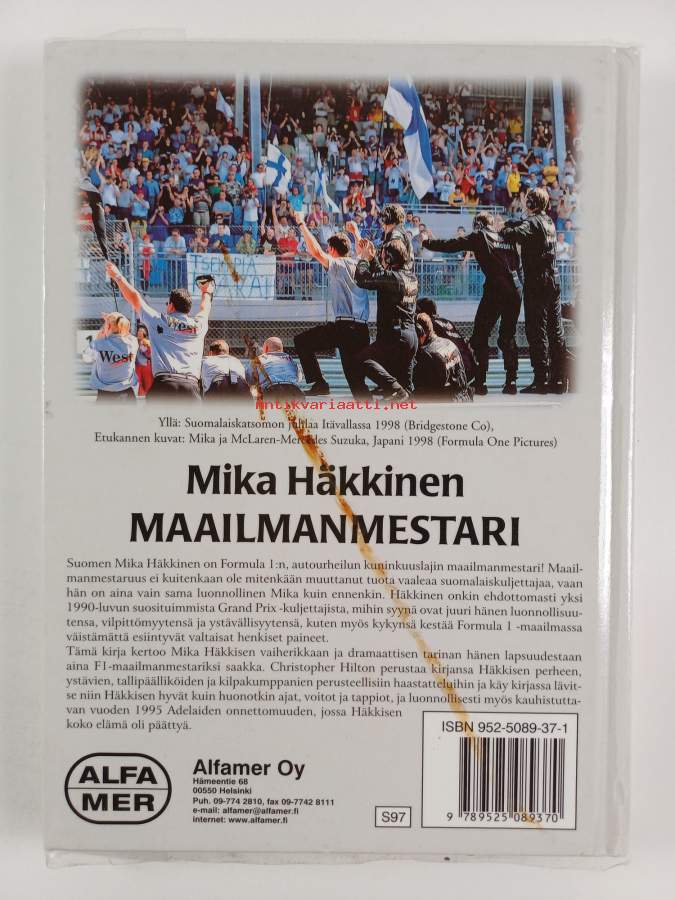 TSEMPPIÄ
West
West
antikvariaatti.net
Yllä: Suomalaiskatsomon juhlaa Itävallassa 1998 (Bridgestone Co),
Etukannen kuvat: Mika ja McLaren-Mercedes Suzuka, Japani 1998 (Formula One Pictures)
Mika Häkkinen
MAAILMANMESTARI
Suomen Mika Häkkinen on Formula 1:n, autourheilun kuninkuuslajin maailmanmestari! Maail-
manmestaruus ei kuitenkaan ole mitenkään muuttanut tuota vaaleaa suomalaiskuljettajaa, vaan
hän on aina vain sama luonnollinen Mika kuin ennenkin. Häkkinen onkin ehdottomasti yksi
1990-luvun suosituimmista Grand Prix -kuljettajista, mihin syynä ovat juuri hänen luonnollisuu-
tensa, vilpittömyytensä ja ystävällisyytensä, kuten myös kykynsä kestää Formula 1 -maailmassa
väistämättä esiintyvät valtaisat henkiset paineet.
Tämä kirja kertoo Mika Häkkisen vaiherikkaan ja dramaattisen tarinan hänen lapsuudestaan
aina F1-maailmanmestariksi saakka. Christopher Hilton perustaa kirjansa Häkkisen perheen,
ystävien, tallipäälliköiden ja kilpakumppanien perusteellisiin haastatteluihin ja käy kirjassa lävit-
se niin Häkkisen hyvät kuin huonotkin ajat, voitot ja tappiot, ja luonnollisesti myös kauhistutta-
van vuoden 1995 Adelaiden onnettomuuden, jossa Häkkisen
koko elämä oli päättyä.
ALFA
MER
Alfamer Oy
Hämeentie 68
00550 Helsinki
Puh. 09-774 2810, fax 09-7742 8111
e-mail: alfamer@alfamer.fi
internet: www.alfamer.fi
S97
ISBN 952-5089-37-1
9 789525 089370